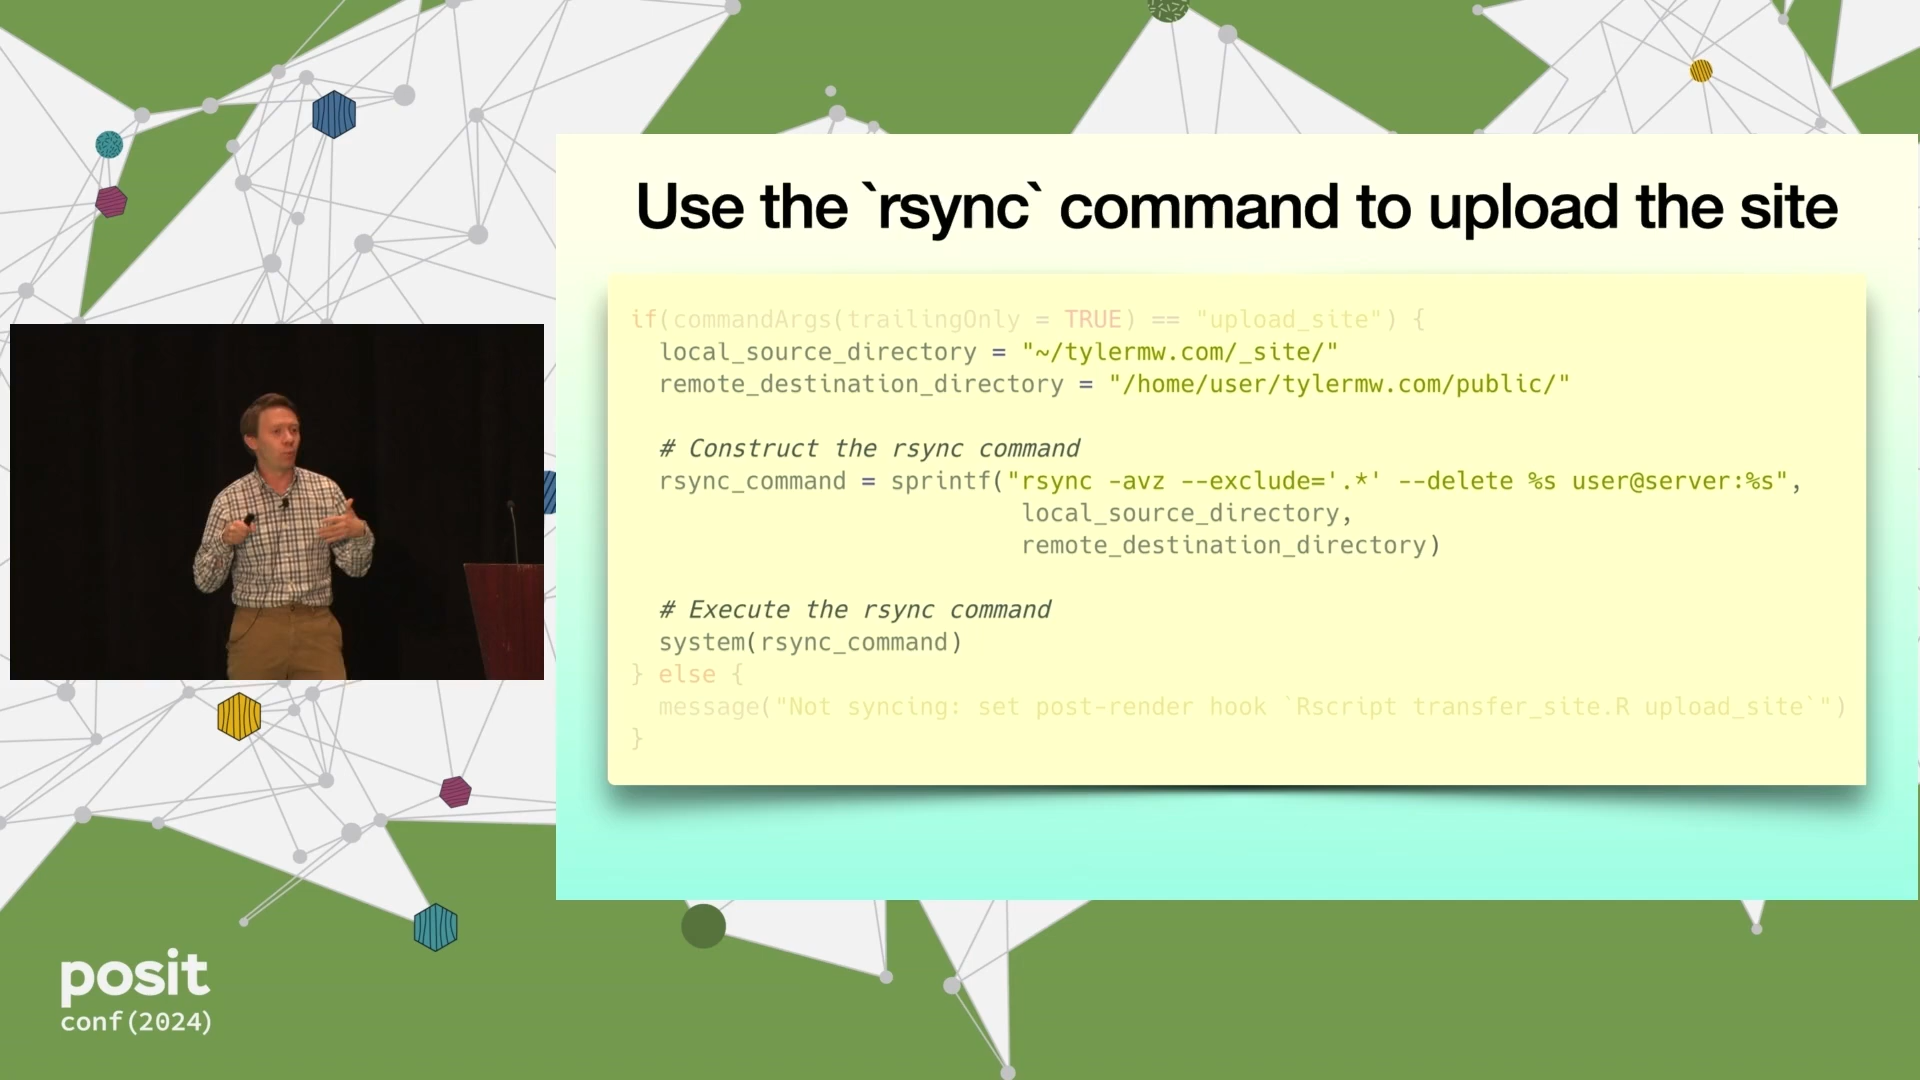 Use the `rsync` command to upload the site
if(commandArgs(trailingOnly = TRUE) == "upload_site") {
  local_source_directory = "~/tylermw.com/_site/"
  remote_destination_directory = "/home/user/tylermw.com/public/"
  # Construct the rsync command
  rsync_command = sprintf("rsync -avz --exclude='.*' --delete %s user@server:%s",
                           local_source_directory,
                           remote_destination_directory)
  # Execute the rsync command
  system(rsync_command)
} else {
  message("Not syncing: set post-render hook `Rscript transfer_site.R upload_site`")
}
posit
conf(2024)